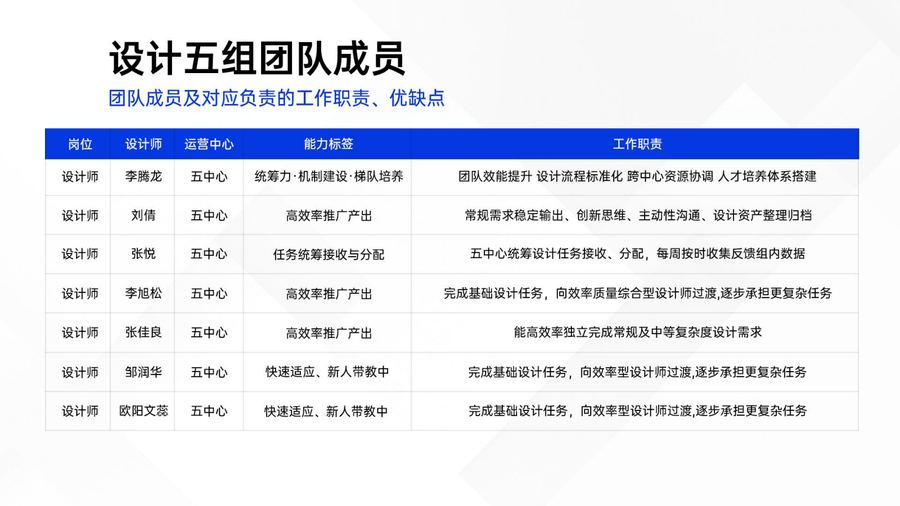 设计五组团队成员
团队成员及对应负责的工作职责、优缺点
岗位 设计师 运营中心 能力标签 工作职责
设计师 李腾龙 五中心 统筹力·机制建设·梯队培养 团队效能提升 设计流程标准化 跨中心资源协调 人才培养体系搭建
设计师 刘倩 五中心 高效率推广产出 常规需求稳定输出、创新思维、主动性沟通、设计资产整理归档
设计师 张悦 五中心 任务统筹接收与分配 五中心统筹设计任务接收、分配，每周按时收集反馈组内数据
设计师 李旭松 五中心 高效率推广产出 完成基础设计任务，向效率质量综合型设计师过渡,逐步承担更复杂任务
设计师 张佳良 五中心 高效率推广产出 能高效率独立完成常规及中等复杂度设计需求
设计师 邹润华 五中心 快速适应、新人带教中 完成基础设计任务，向效率型设计师过渡,逐步承担更复杂任务
设计师 欧阳文蕊 五中心 快速适应、新人带教中 完成基础设计任务，向效率型设计师过渡,逐步承担更复杂任务